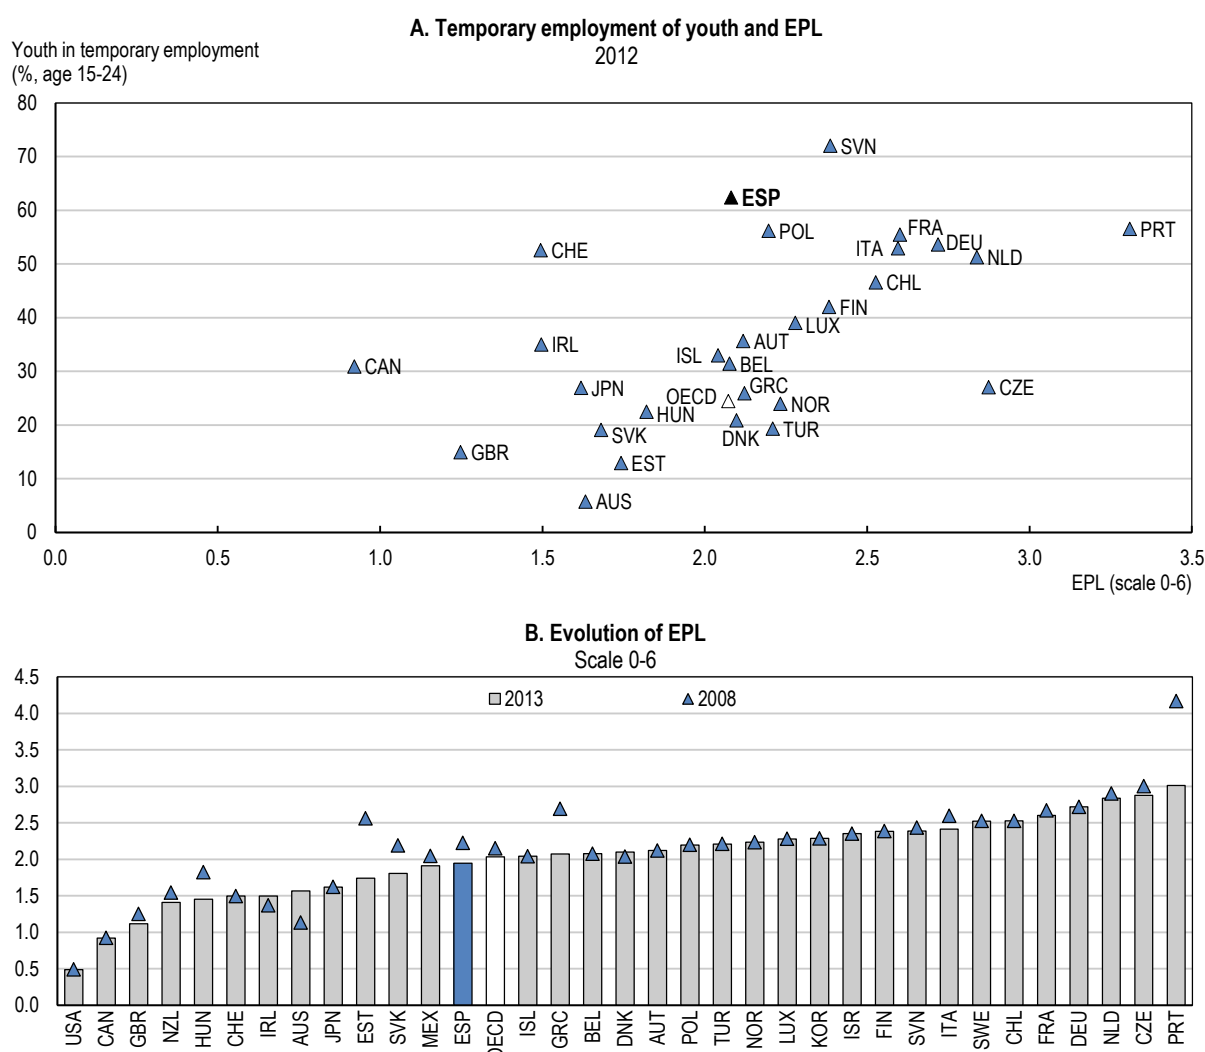 A. Temporary employment of youth and EPL
2012
Youth in temporary employment
(%, age 15-24)
80
70
60
50
40
30
20
10
0
SVN
ESP
POL
FRA
PRT
ITA
DEU
NLD
CHE
CHL
FIN
LUX
IRL
AUT
ISL
BEL
CAN
JPN
OECD
GRC
CZE
HUN
NOR
SVK
DNK
TUR
GBR
EST
AUS
0.0 0.5 1.0 1.5 2.0 2.5 3.0 3.5
EPL (scale 0-6)
B. Evolution of EPL
Scale 0-6
2013 2008
4.5
4.0
3.5
3.0
2.5
2.0
1.5
1.0
0.5
0.0
USA CAN GBR NZL HUN CHE IRL AUS JPN EST SVK MEX ESP OECD ISL GRC BEL DNK AUT POL TUR NOR LUX KOR ISR FIN SVN ITA SWE CHL FRA DEU NLD CZE PRT